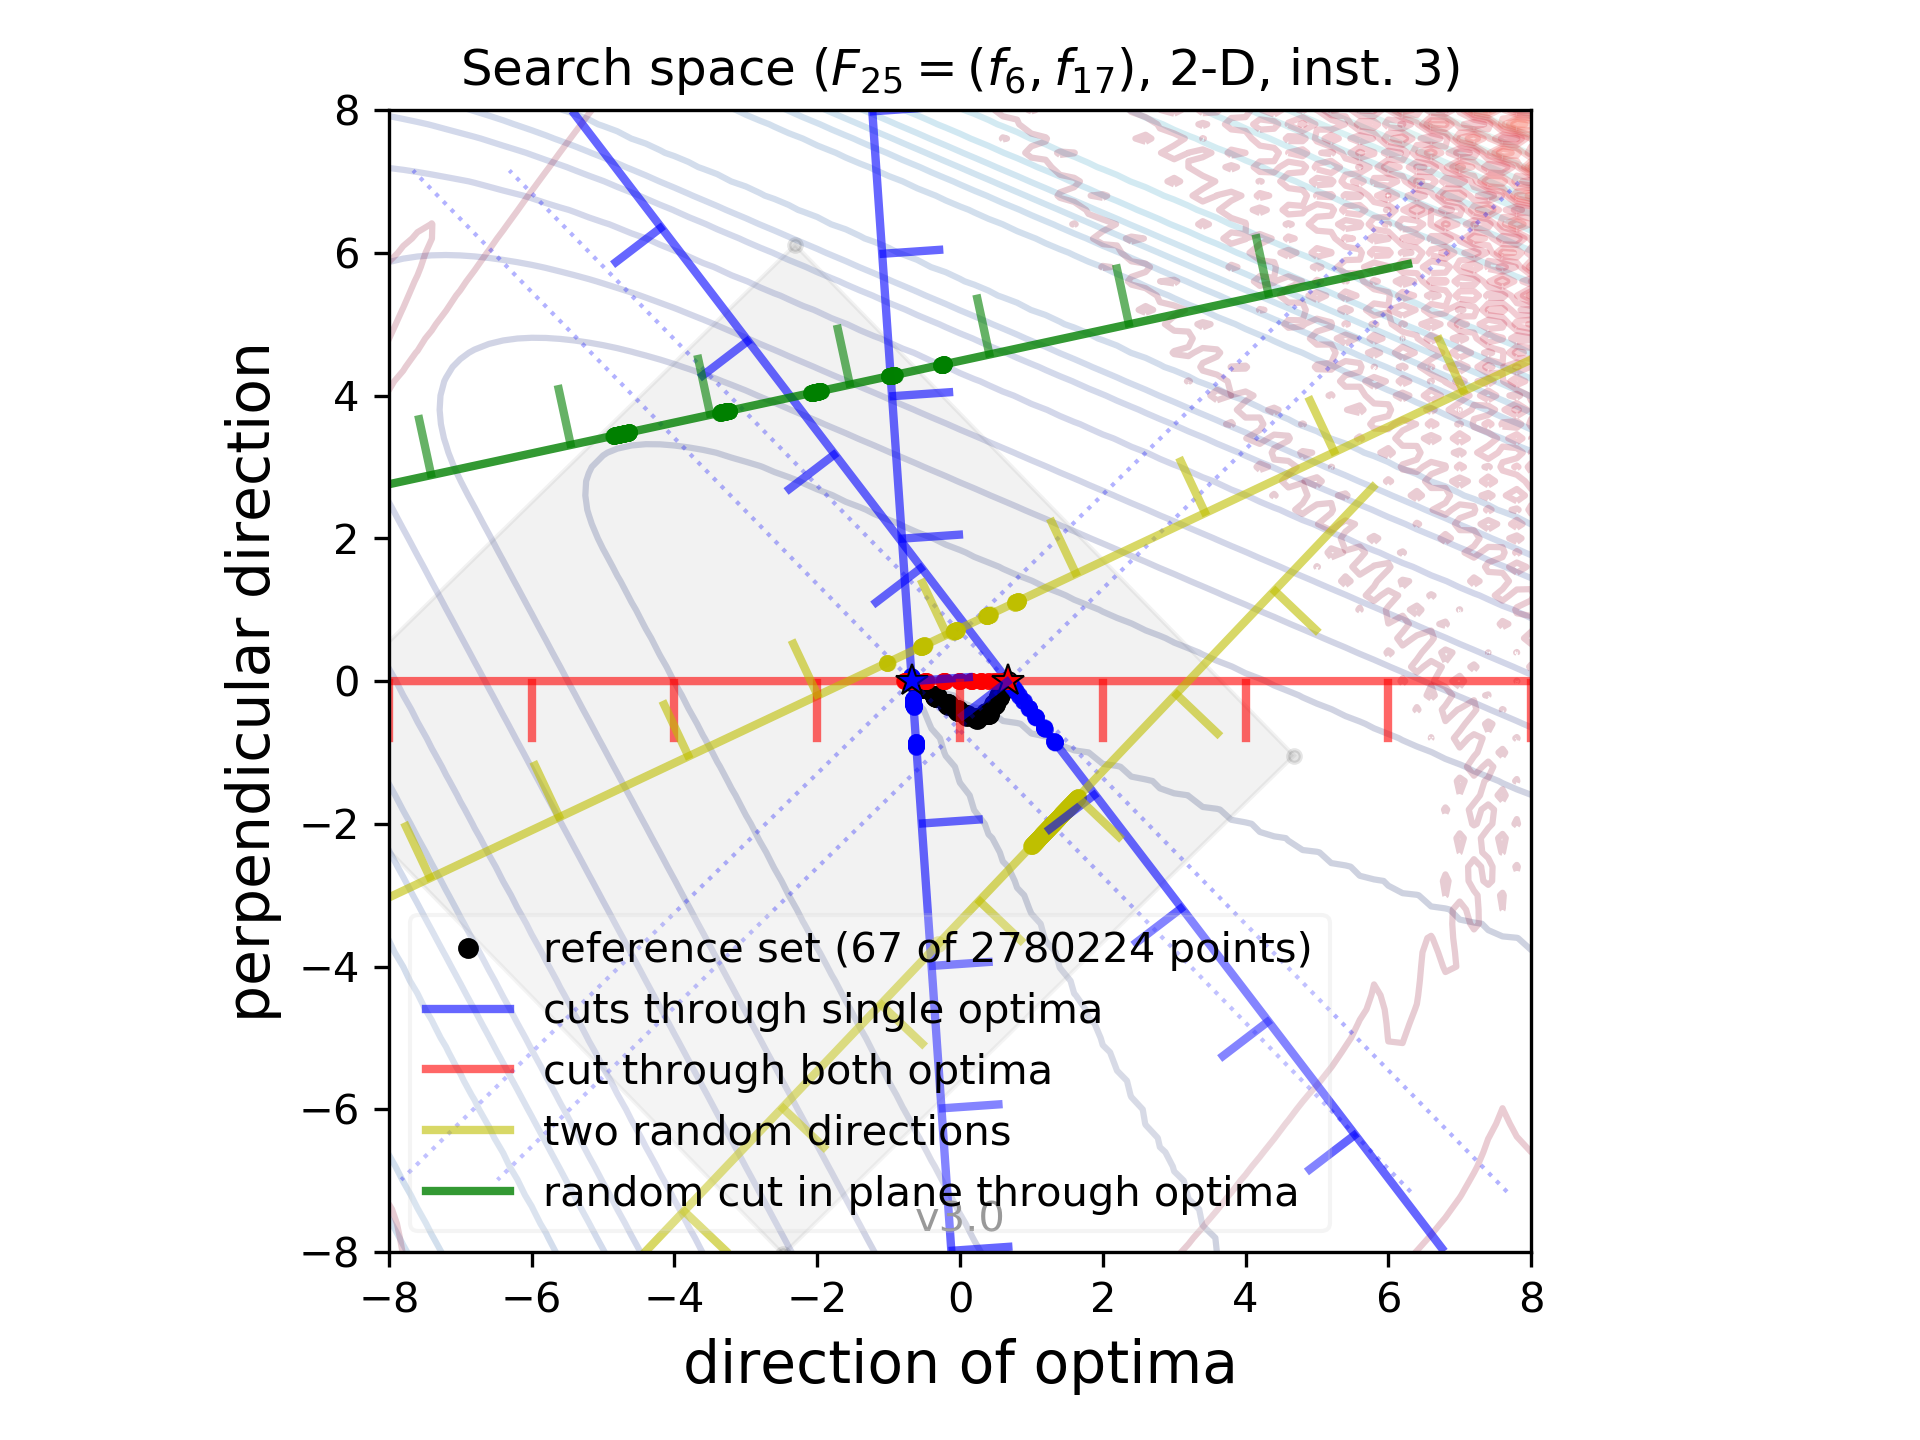 Search space (F25 = (f6, f17), 2-D, inst. 3)
perpendicular direction
8
6
4
2
0
−2
−4
−6
−8
reference set (67 of 2780224 points)
cuts through single optima
cut through both optima
two random directions
random cut in plane through optima
v3.0
−8 −6 −4 −2 0 2 4 6 8
direction of optima